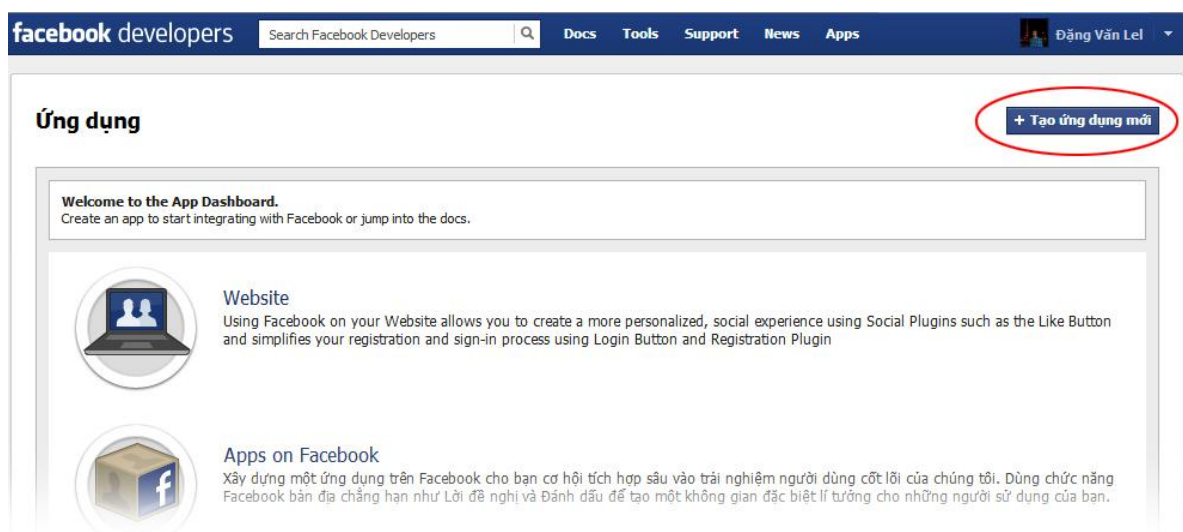 facebook developers Search Facebook Developers Docs Tools Support News Apps Đặng Văn Lel
Ứng dụng + Tạo ứng dụng mới
Welcome to the App Dashboard.
Create an app to start integrating with Facebook or jump into the docs.
Website
Using Facebook on your Website allows you to create a more personalized, social experience using Social Plugins such as the Like Button
and simplifies your registration and sign-in process using Login Button and Registration Plugin
Apps on Facebook
Xây dựng một ứng dụng trên Facebook cho bạn cơ hội tích hợp sâu vào trải nghiệm người dùng cốt lõi của chúng tôi. Dùng chức năng
Facebook bản địa chẳng hạn như Lời đề nghị và Đánh dấu để tạo một không gian đặc biệt lí tưởng cho những người sử dụng của bạn.